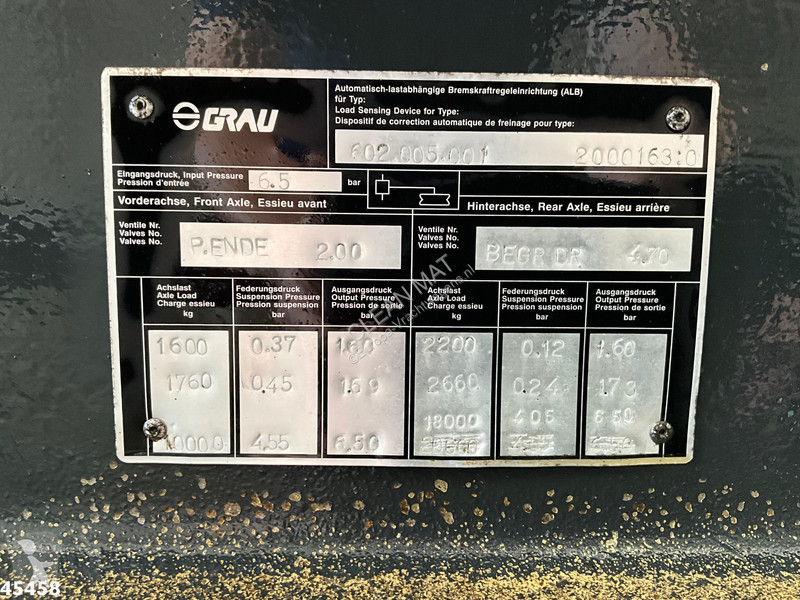 GRAU
Automatisch-lastabhängige Bremskraftregeleinrichtung (ALB)
für Typ:
Load Sensing Device for Type:
Dispositif de correction automatique de freinage pour type:
602.005.001 2000163:0
Eingangsdruck, Input Pressure
Pression d'entrée
6.5 bar
Vorderachse, Front Axle, Essieu avant
Hinterachse, Rear Axle, Essieu arrière
Ventile Nr.
Valves No.
Valves No.
P.ENDE 2.00
Ventile Nr.
Valves No.
Valves No.
BEGR DR 4.70
Achslast
Axle Load
Charge essieu
kg
Federungsdruck
Suspension Pressure
Pression suspension
bar
Ausgangsdruck
Output Pressure
Pression de sortie
bar
Achslast
Axle Load
Charge essieu
kg
Federungsdruck
Suspension Pressure
Pression suspension
bar
Ausgangsdruck
Output Pressure
Pression de sortie
bar
1600 0.37 1.60 2200 0.12 1.60
1760 0.45 1.69 2660 0.24 1.73
18000 4.05 6.50
10000 4.55 6.50
CLEAN MAT
45458